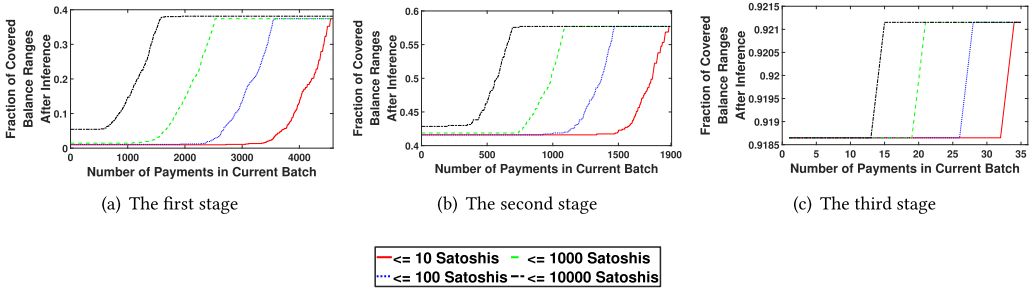 Fraction of Covered
Balance Ranges
After Inference
0.4
0.3
0.2
0.1
0
0
1000
2000
3000
4000
Number of Payments in Current Batch
(a) The first stage
Fraction of Covered
Balance Ranges
After Inference
0.6
0.55
0.5
0.45
0.4
0
500
1000
1500
1900
Number of Payments in Current Batch
(b) The second stage
Fraction of Covered
Balance Ranges
After Inference
0.9215
0.921
0.9205
0.92
0.9195
0.919
0.9185
0
5
10
15
20
25
30
35
Number of Payments in Current Batch
(c) The third stage
<= 10 Satoshis
<= 1000 Satoshis
<= 100 Satoshis
<= 10000 Satoshis